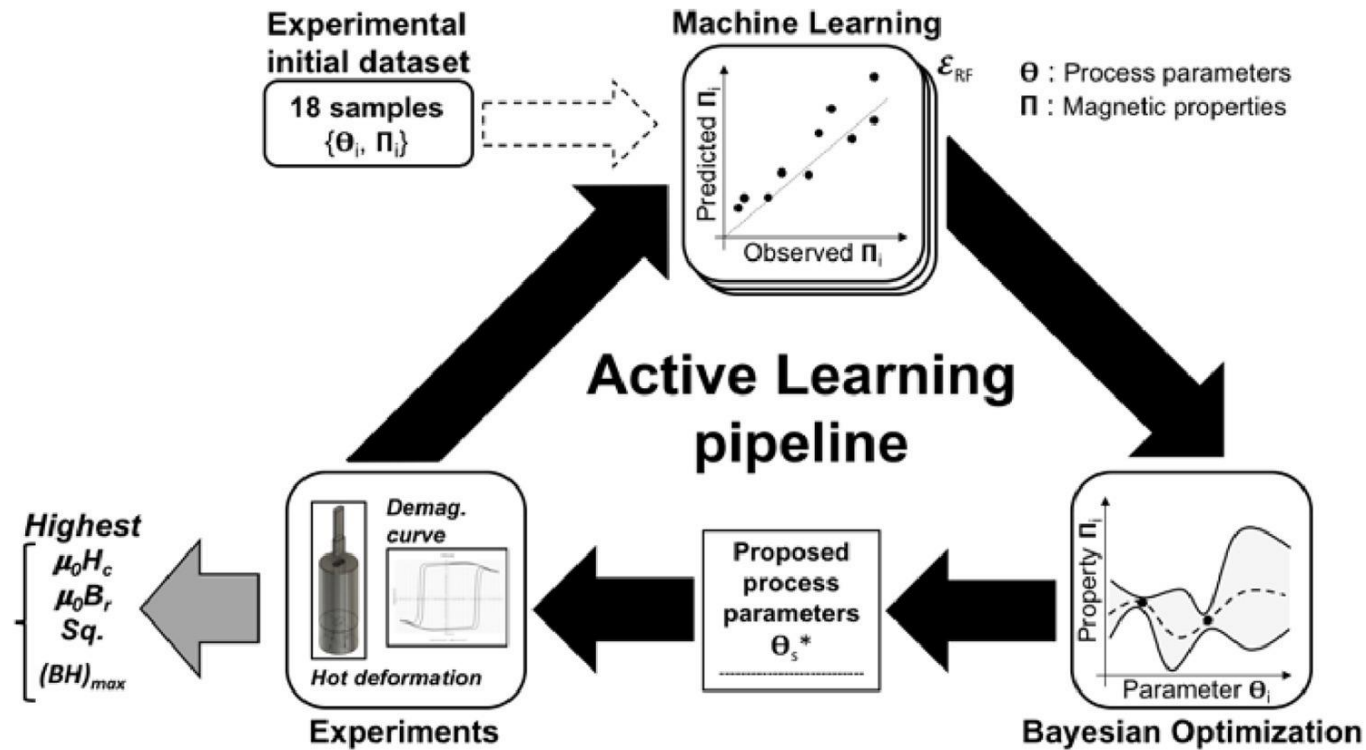 Experimental
initial dataset
18 samples
{Θi, Πi}
Machine Learning
Predicted Πi
Observed Πi
ℰRF
Θ : Process parameters
Π : Magnetic properties
Active Learning
pipeline
Highest
μ0Hc
μ0Br
Sq.
(BH)max
Demag.
curve
Hot deformation
Experiments
Proposed
process
parameters
Θs*
Property Πi
Parameter Θi
Bayesian Optimization